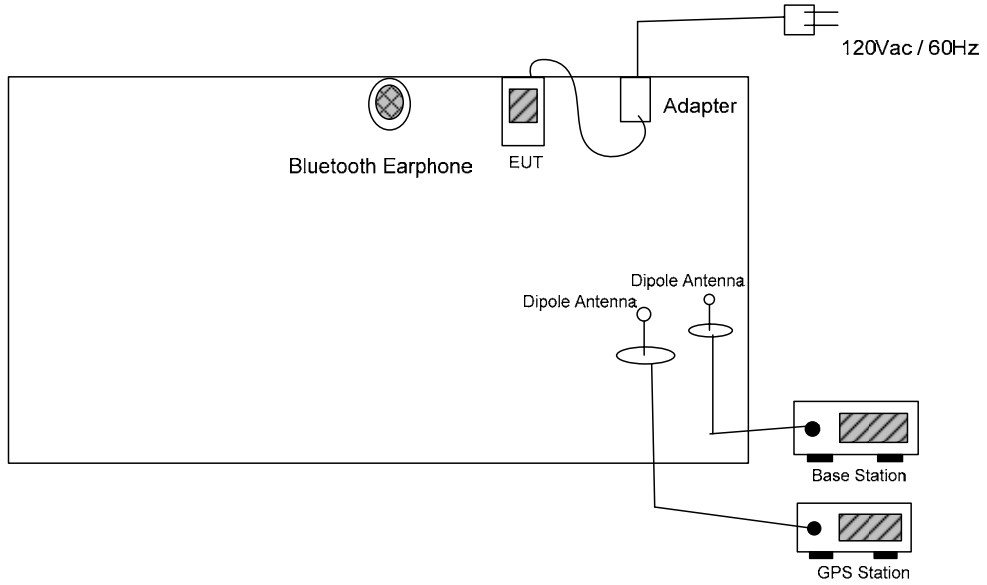 120Vac / 60Hz
Adapter
Bluetooth Earphone
EUT
Dipole Antenna
Dipole Antenna
Base Station
GPS Station